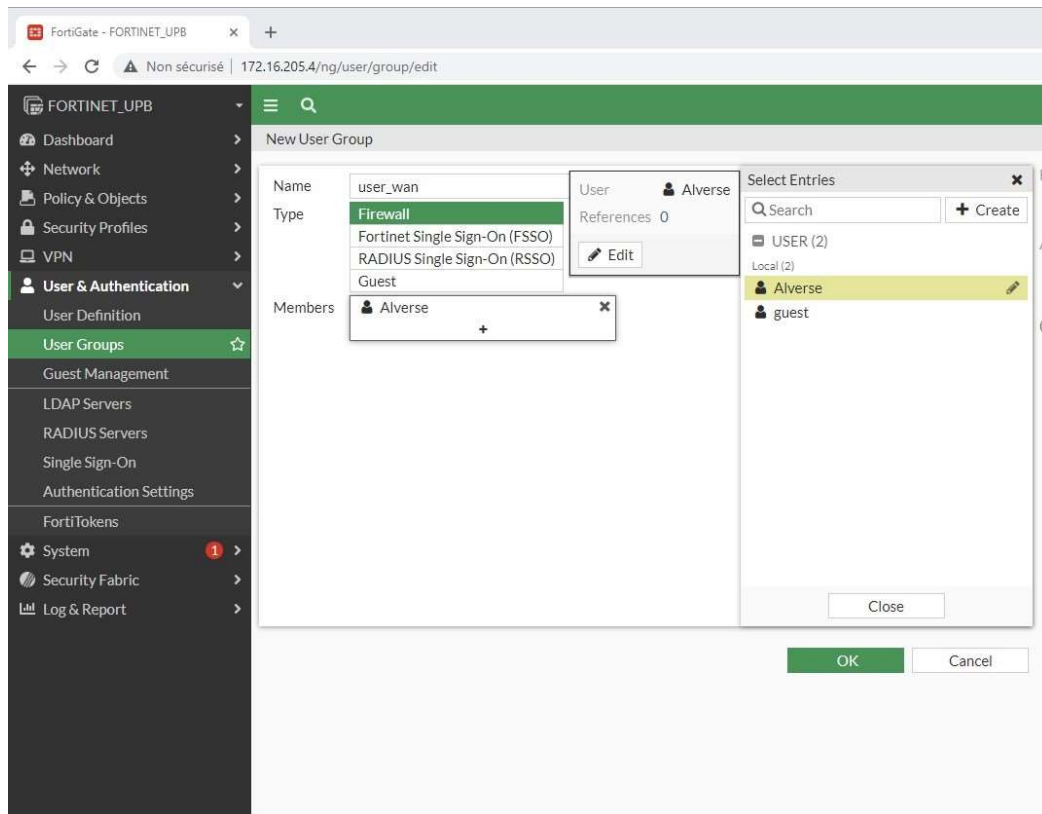 FortiGate - FORTINET_UPB
Non sécurisé | 172.16.205.4/ng/user/group/edit
FORTINET_UPB
Dashboard
Network
Policy & Objects
Security Profiles
VPN
User & Authentication
User Definition
User Groups
Guest Management
LDAP Servers
RADIUS Servers
Single Sign-On
Authentication Settings
FortiTokens
System 1
Security Fabric
Log & Report
New User Group
Name user_wan
Type Firewall
Fortinet Single Sign-On (FSSO)
RADIUS Single Sign-On (RSSO)
Guest
Members Alverse
User Alverse
References 0
Edit
Select Entries
Search + Create
USER (2)
Local (2)
Alverse
guest
Close
OK Cancel